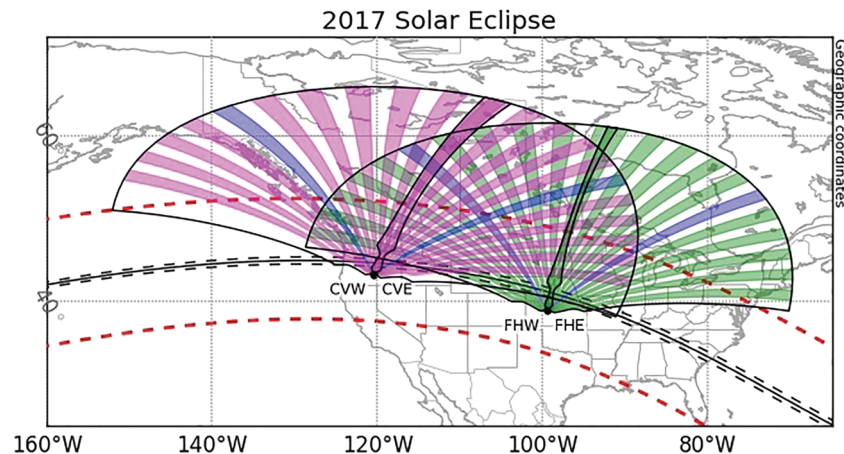 2017 Solar Eclipse
Geographic coordinates
60
40
CVW CVE
FHW FHE
160°W 140°W 120°W 100°W 80°W